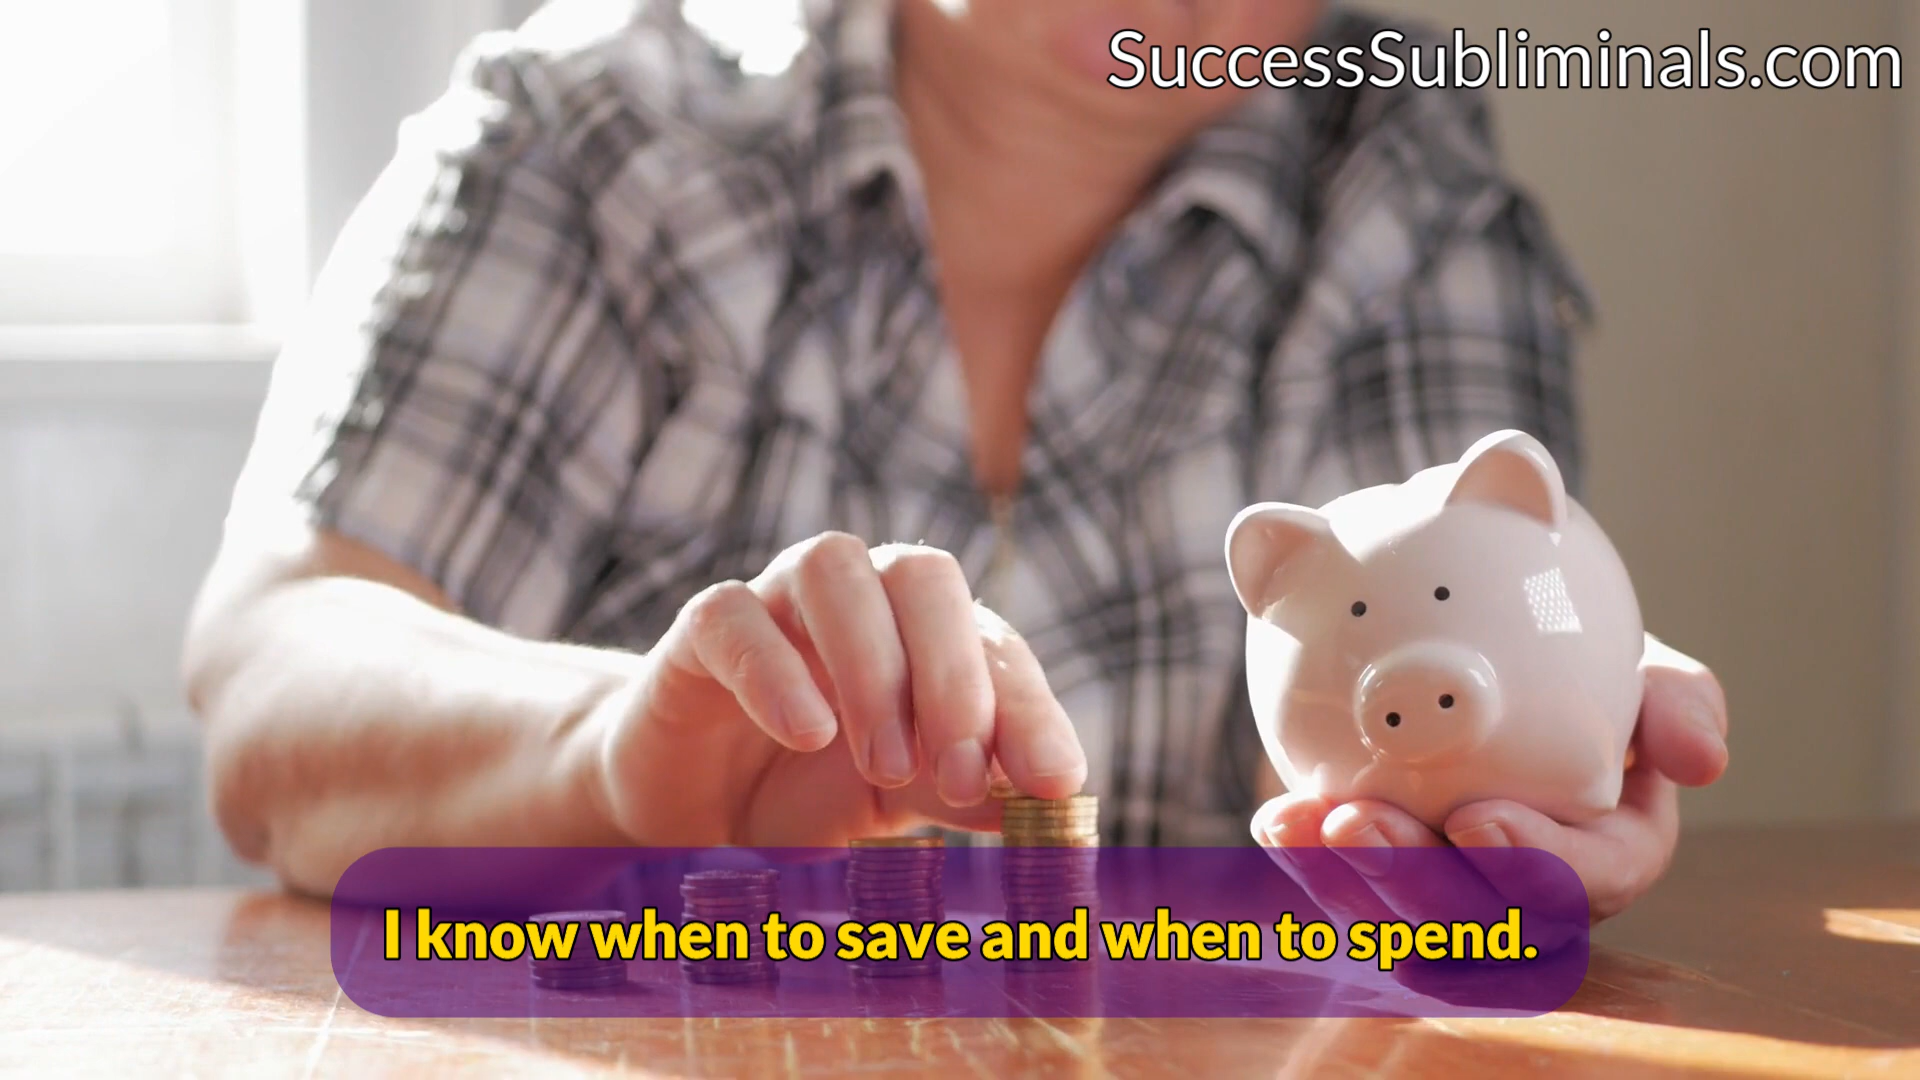 SuccessSubliminals.com
I know when to save and when to spend.